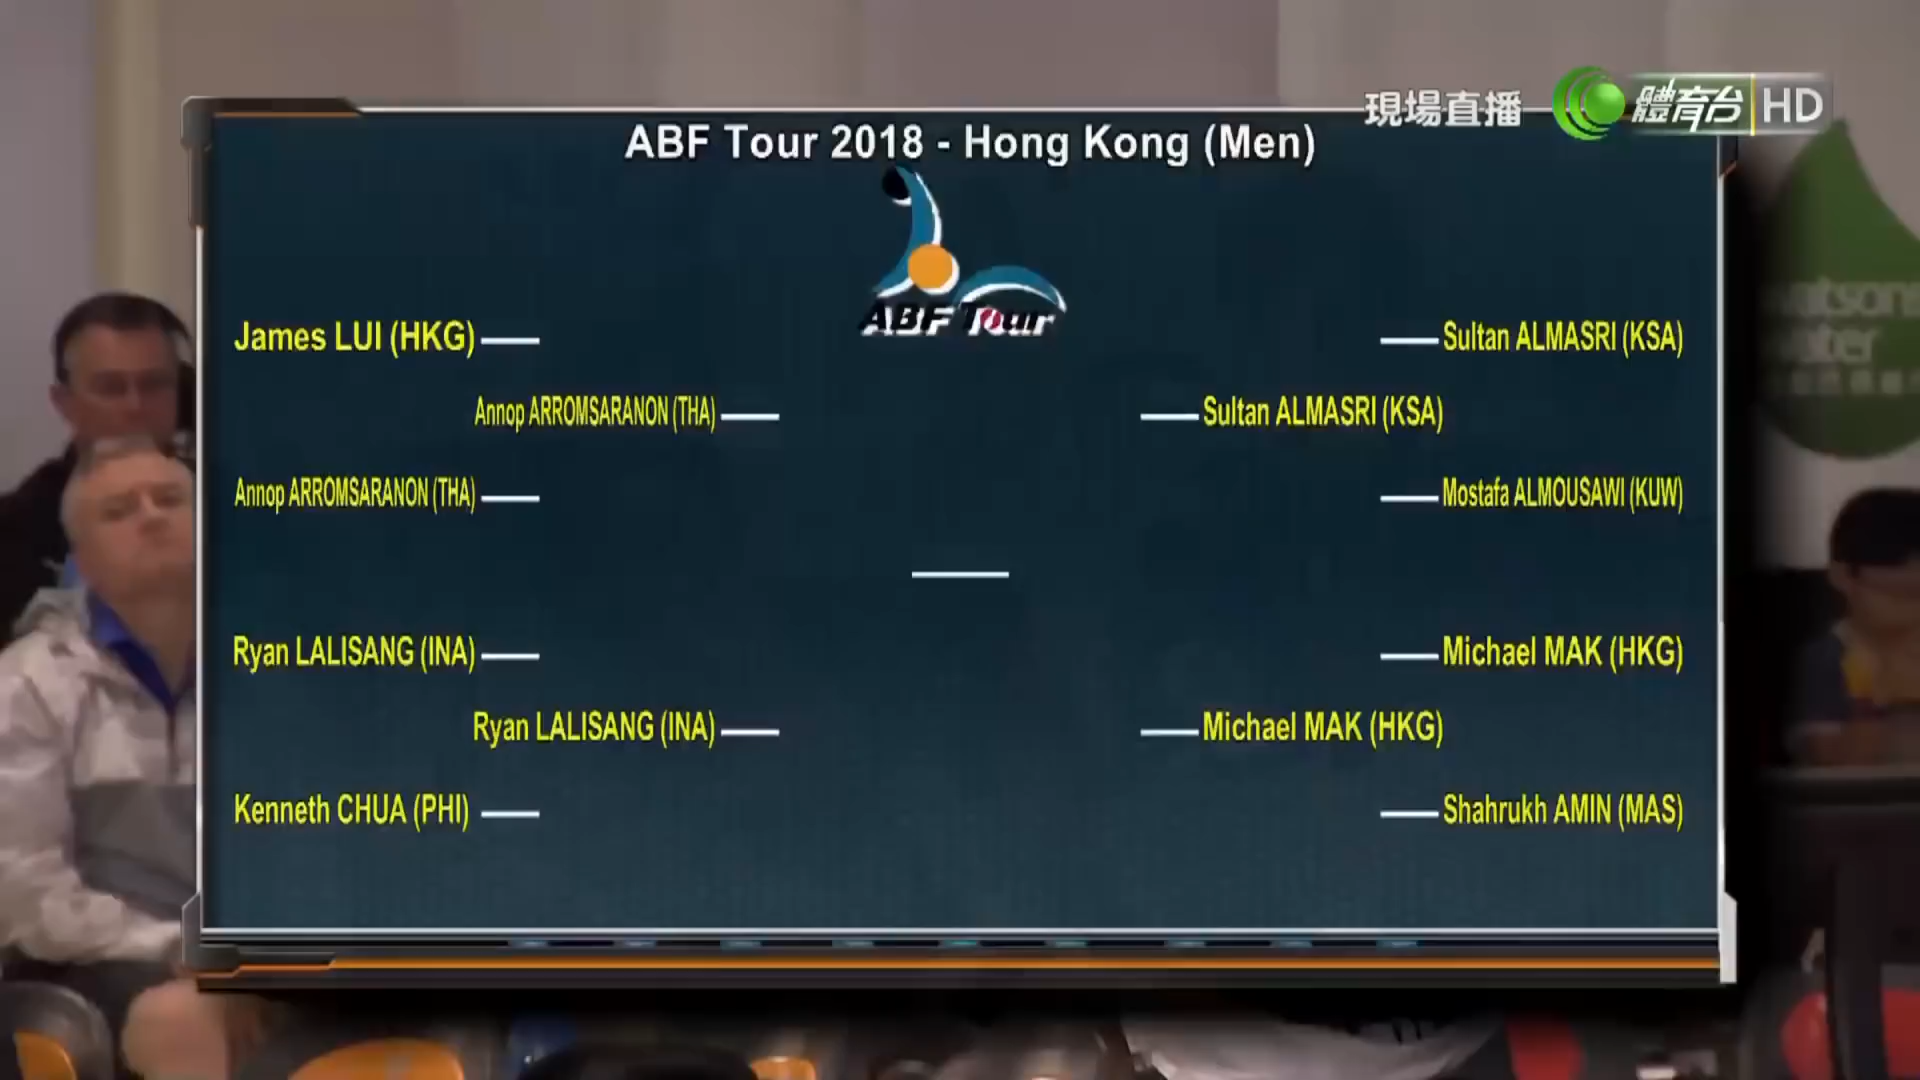 現場直播 體育台 HD
ABF Tour 2018 - Hong Kong (Men)
ABF Tour
James LUI (HKG)
Sultan ALMASRI (KSA)
Annop ARROMSARANON (THA)
Sultan ALMASRI (KSA)
Annop ARROMSARANON (THA)
Mostafa ALMOUSAWI (KUW)
Ryan LALISANG (INA)
Michael MAK (HKG)
Ryan LALISANG (INA)
Michael MAK (HKG)
Kenneth CHUA (PHI)
Shahrukh AMIN (MAS)
watsons
water